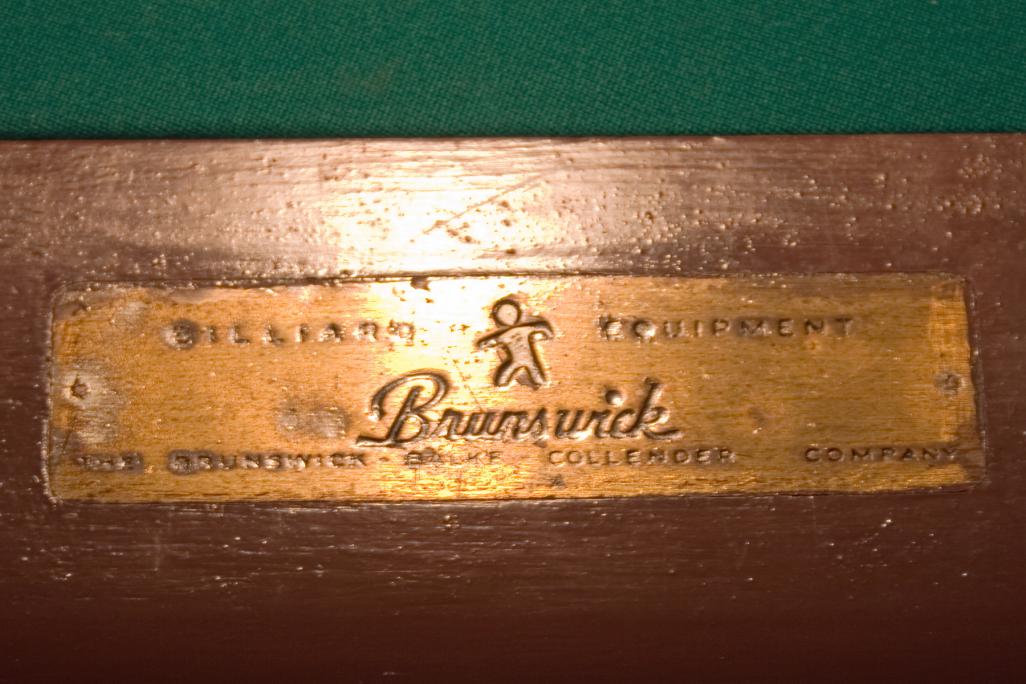 BILLIARD EQUIPMENT
Brunswick
THE BRUNSWICK - BALKE - COLLENDER COMPANY